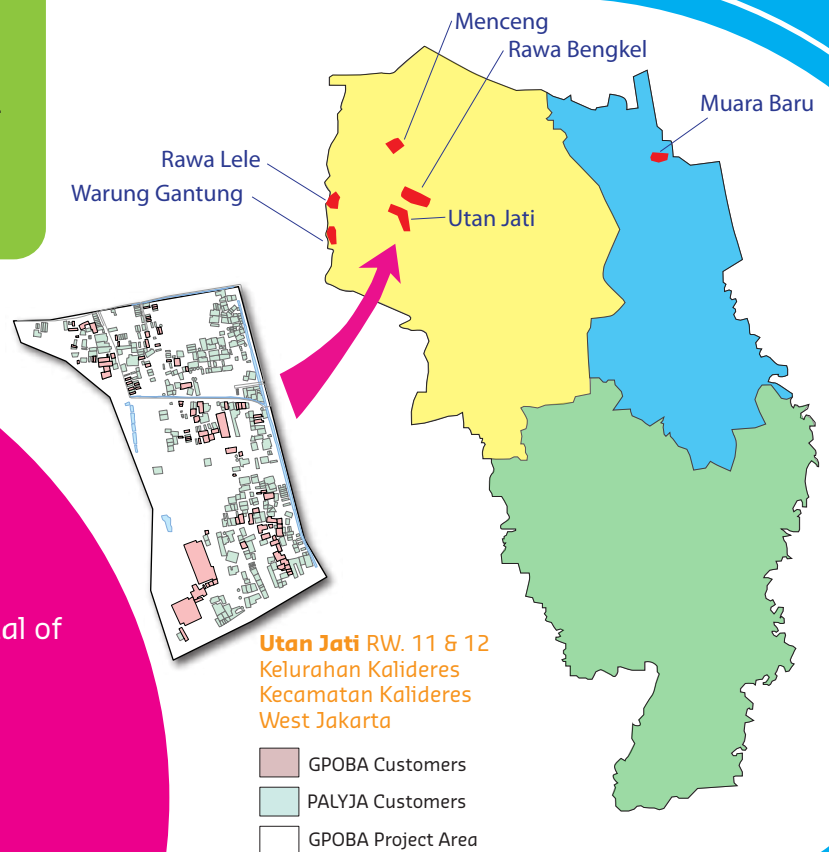 Menceng
Rawa Bengkel
Muara Baru
Rawa Lele
Warung Gantung
Utan Jati
al of
Utan Jati RW. 11 & 12
Kelurahan Kalideres
Kecamatan Kalideres
West Jakarta
GPOBA Customers
PALYJA Customers
GPOBA Project Area